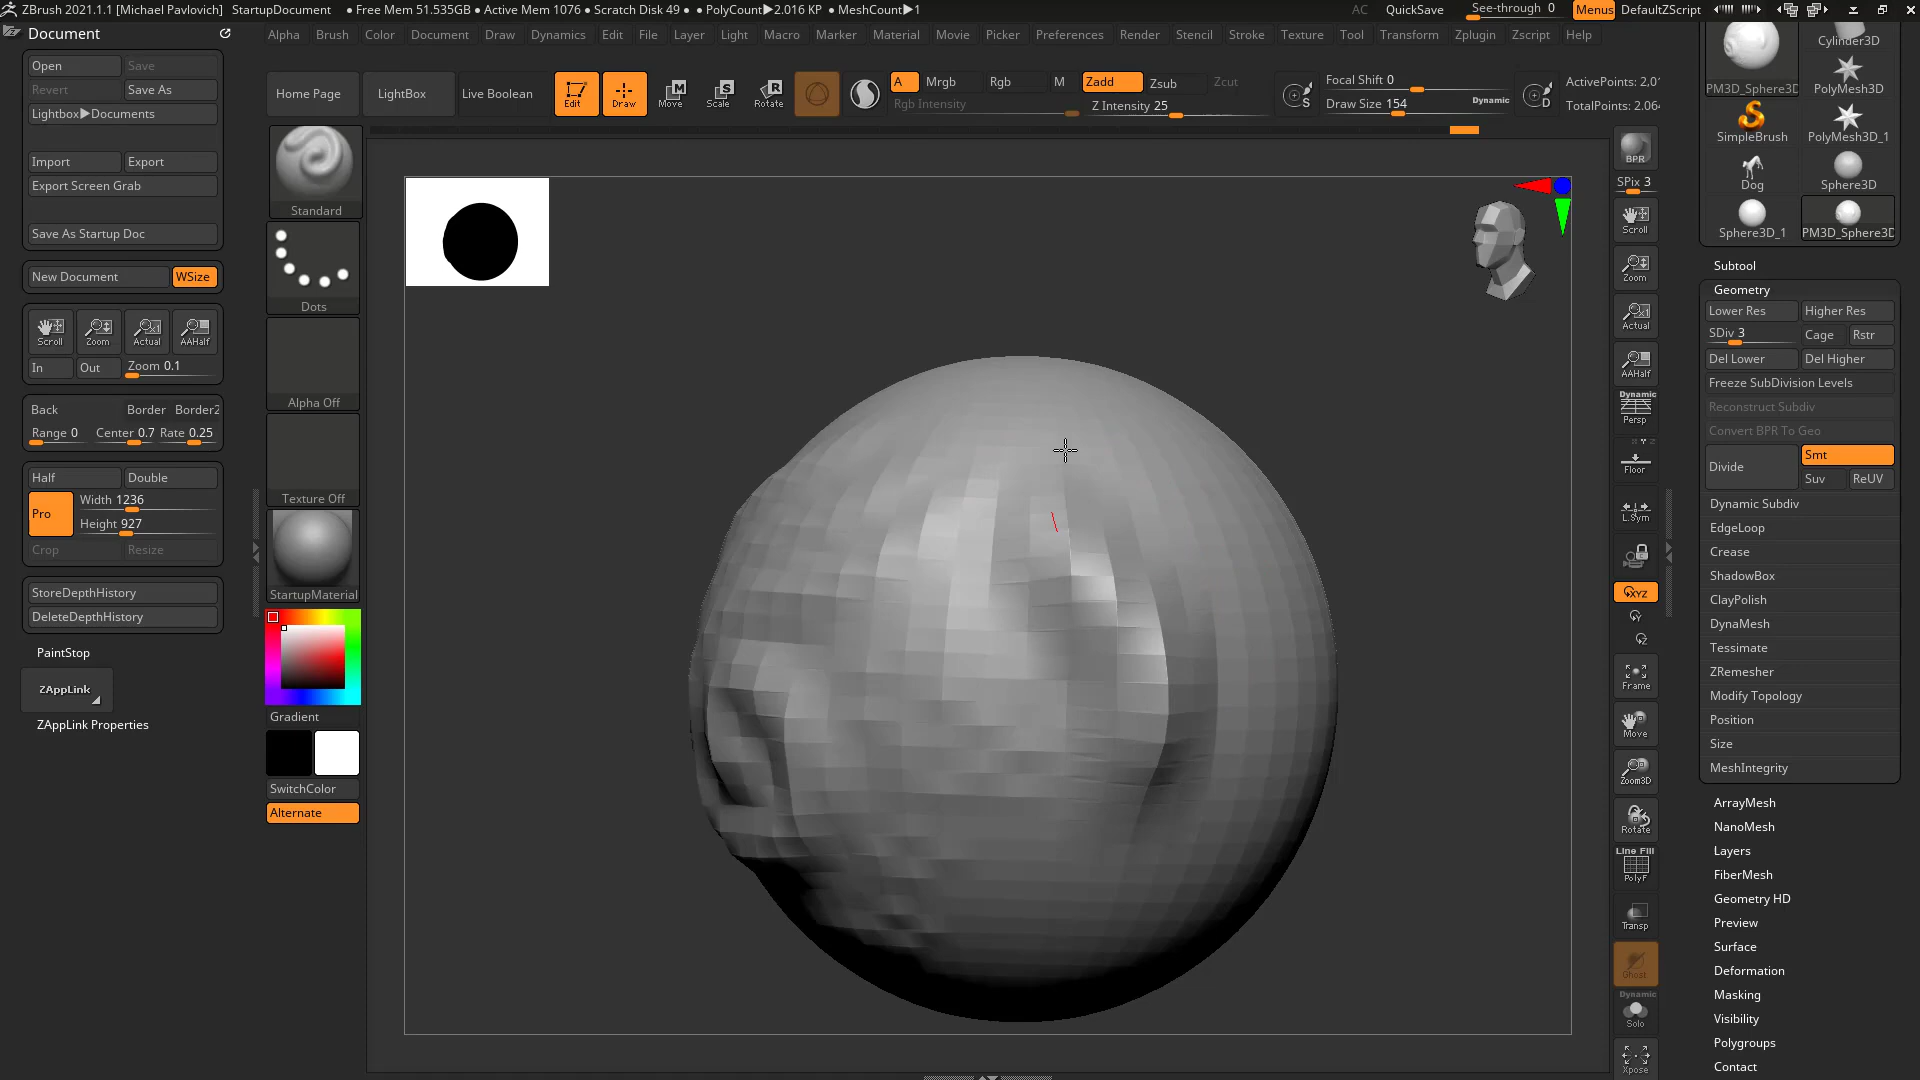 ZBrush 2021.1.1 [Michael Pavlovich] StartupDocument ● Free Mem 51.535GB ● Active Mem 1076 ● Scratch Disk 49 ● ● PolyCount▶2.016 KP ● MeshCount▶1
AC QuickSave See-through 0 Menus DefaultZScript
Document
Alpha Brush Color Document Draw Dynamics Edit File Layer Light Macro Marker Material Movie Picker Preferences Render Stencil Stroke Texture Tool Transform Zplugin Zscript Help
Open Save
Revert Save As
Lightbox▶Documents
Import Export
Export Screen Grab
Save As Startup Doc
New Document WSize
Scroll Zoom Actual AAHalf
In Out Zoom 0.1
Back Border Border2
Range 0 Center 0.7 Rate 0.25
Half Double
Pro Width 1236
Height 927
Crop Resize
StoreDepthHistory
DeleteDepthHistory
PaintStop
ZAppLink
ZAppLink Properties
Home Page LightBox Live Boolean
Edit Draw Move Scale Rotate
A Mrgb Rgb M Zadd Zsub Zcut
Rgb Intensity Z Intensity 25
Focal Shift 0
Draw Size 154 Dynamic
S D
ActivePoints: 2,01
TotalPoints: 2.064
Standard
Dots
Alpha Off
Texture Off
StartupMaterial
Gradient
SwitchColor
Alternate
BPR
SPix 3
Scroll
Zoom
Actual
AAHalf
Dynamic
Persp
Floor
L.Sym
XYZ
Y
Z
Frame
Move
Zoom3D
Rotate
Line Fill
PolyF
Transp
Ghost
Dynamic
Solo
Xpose
Cylinder3D
PM3D_Sphere3D PolyMesh3D
SimpleBrush PolyMesh3D_1
Dog Sphere3D
Sphere3D_1 PM3D_Sphere3D
Subtool
Geometry
Lower Res Higher Res
SDiv 3 Cage Rstr
Del Lower Del Higher
Freeze SubDivision Levels
Reconstruct Subdiv
Convert BPR To Geo
Divide Smt
Suv ReUV
Dynamic Subdiv
EdgeLoop
Crease
ShadowBox
ClayPolish
DynaMesh
Tessimate
ZRemesher
Modify Topology
Position
Size
MeshIntegrity
ArrayMesh
NanoMesh
Layers
FiberMesh
Geometry HD
Preview
Surface
Deformation
Masking
Visibility
Polygroups
Contact